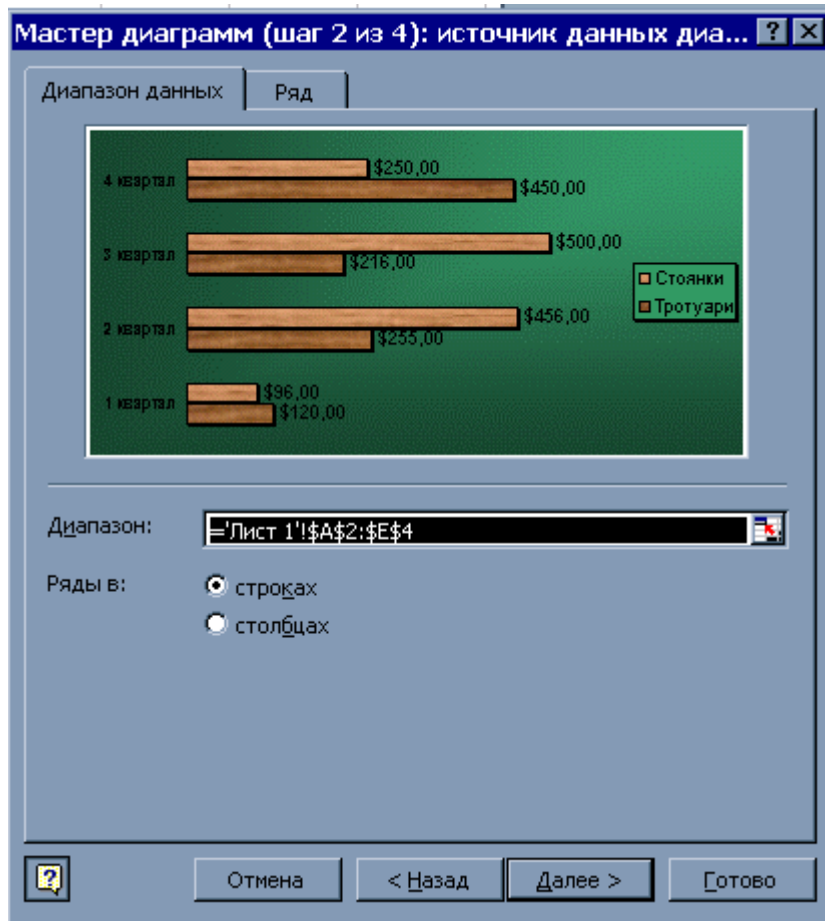 Мастер диаграмм (шаг 2 из 4): источник данных диа...
Диапазон данных
Ряд
4 квартал
$250,00
$450,00
3 квартал
$500,00
$216,00
Стоянки
Тротуари
2 квартал
$456,00
$255,00
1 квартал
$96,00
$120,00
Диапазон:
='Лист 1'!$A$2:$E$4
Ряды в:
строках
столбцах
Отмена
< Назад
Далее >
Готово